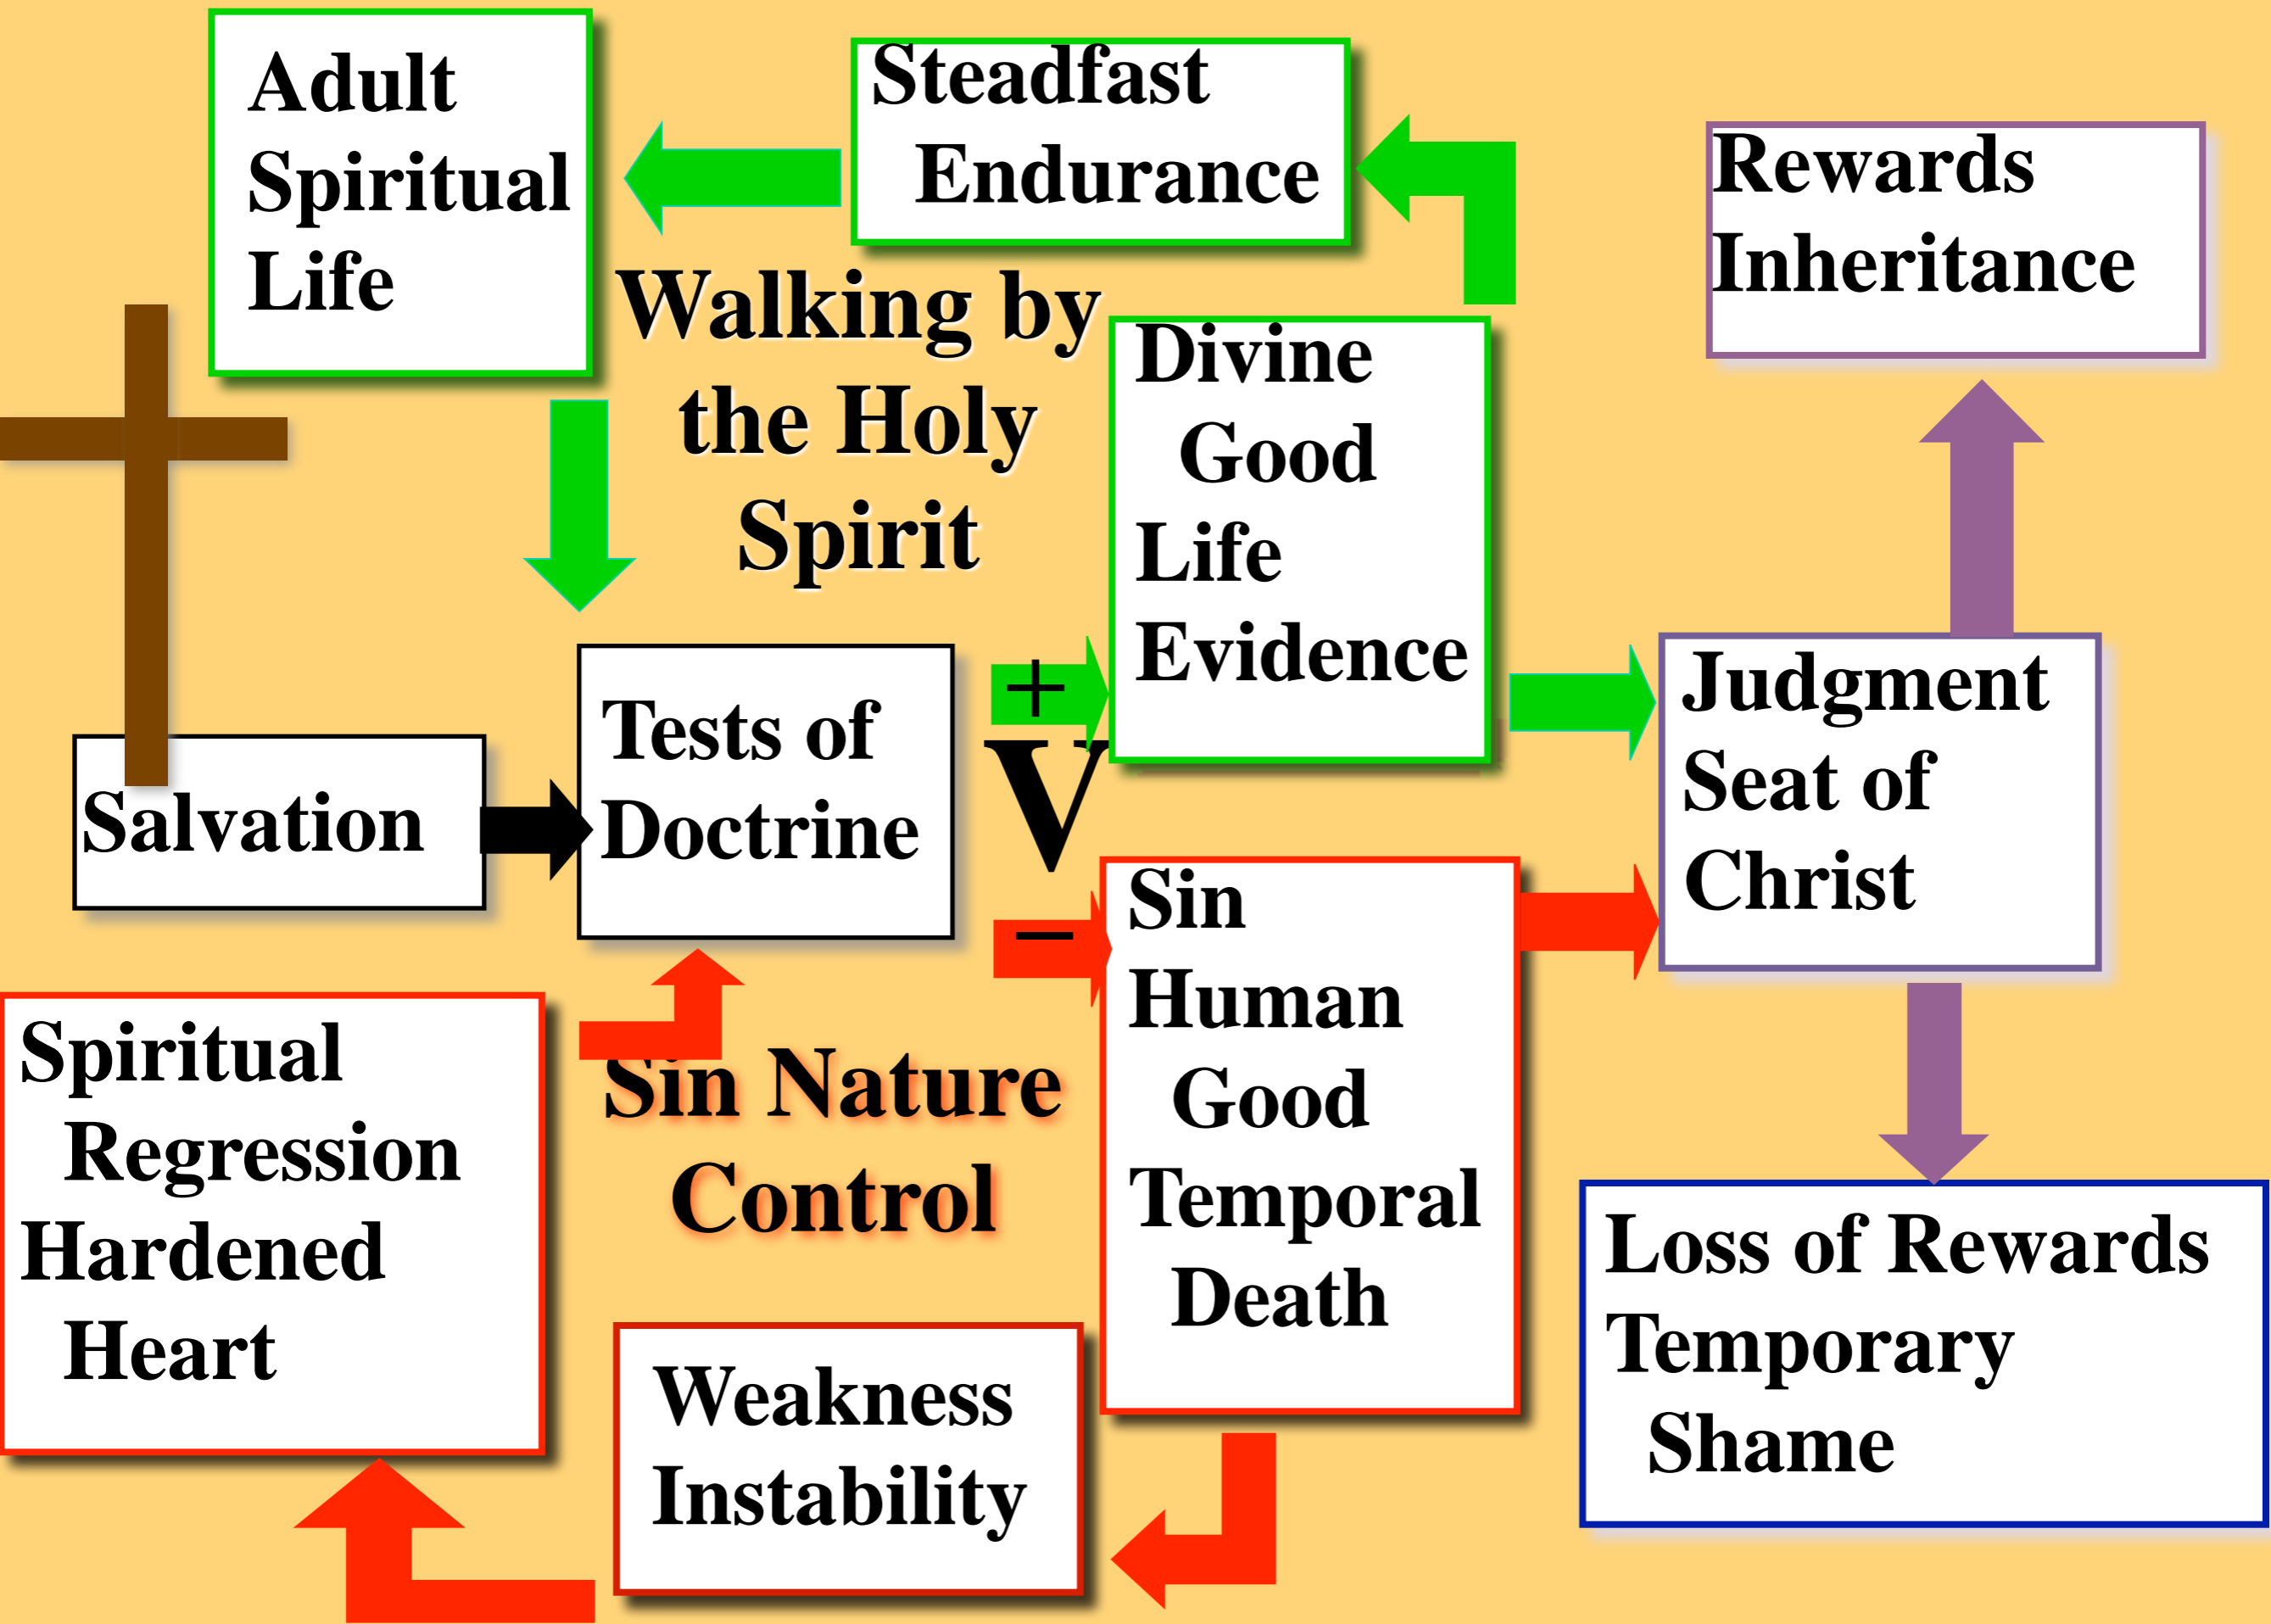 Adult
Spiritual
Life
Steadfast
Endurance
Rewards
Inheritance
Walking by
the Holy
Spirit
Divine
Good
Life
Evidence
Salvation
Tests of
Doctrine
+
V
–
Judgment
Seat of
Christ
Sin
Human
Good
Temporal
Death
Spiritual
Regression
Hardened
Heart
Sin Nature
Control
Weakness
Instability
Loss of Rewards
Temporary
Shame